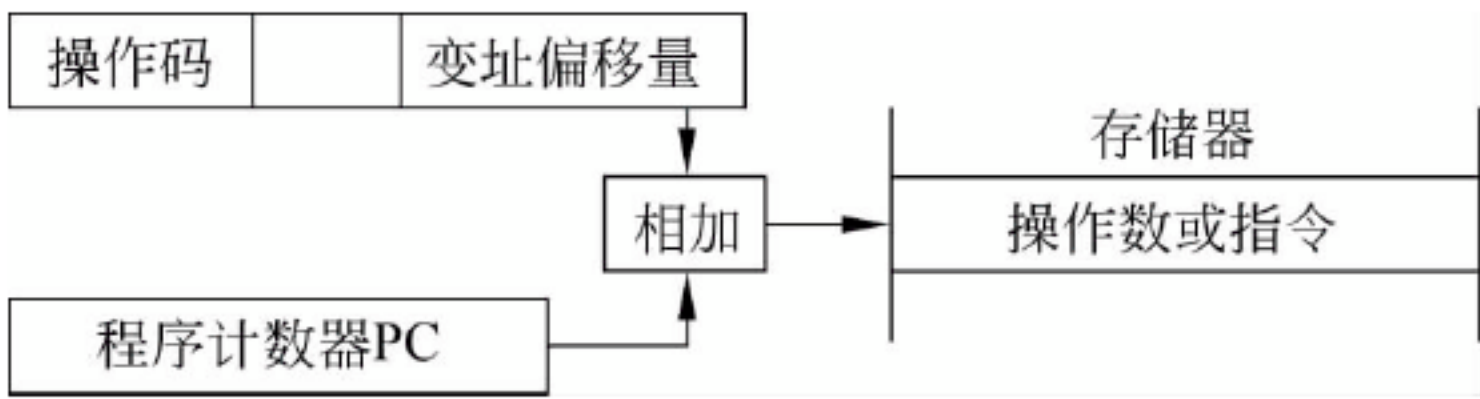 操作码
变址偏移量
存储器
相加
操作数或指令
程序计数器PC